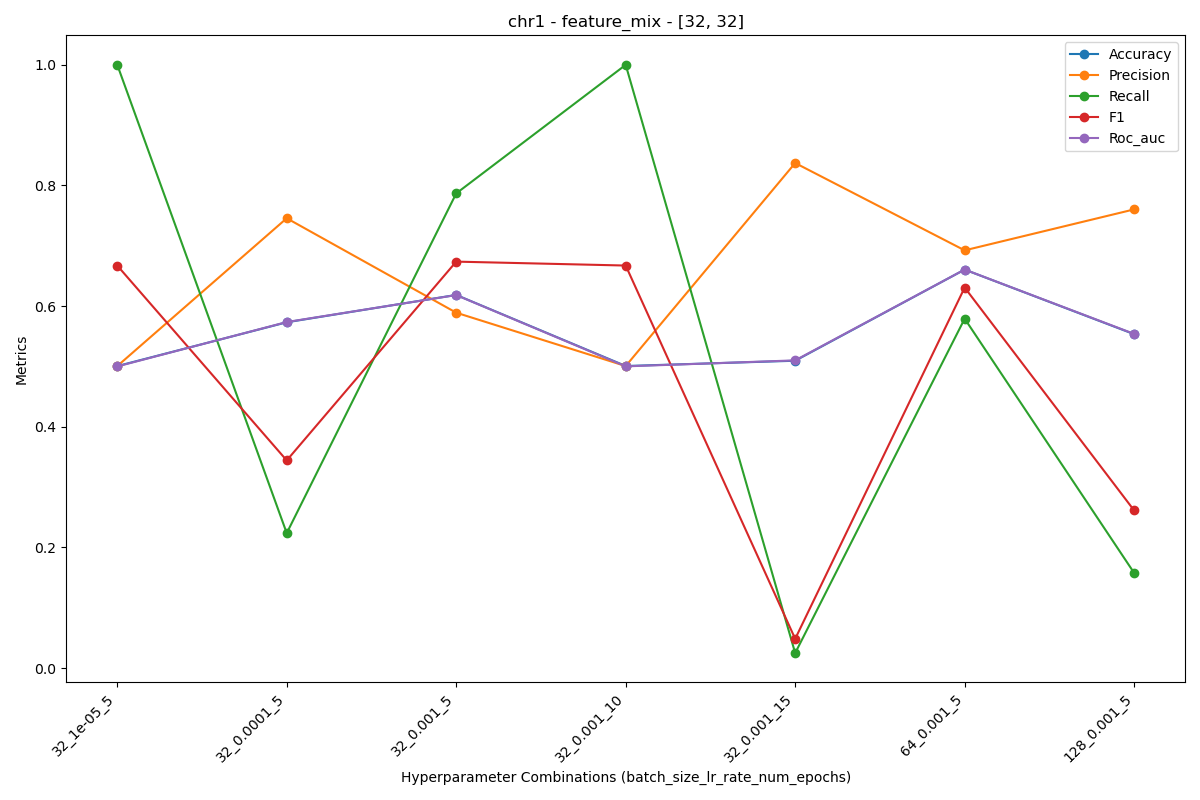 chr1 - feature_mix - [32, 32]
Accuracy
Precision
Recall
F1
Roc_auc
Metrics
1.0
0.8
0.6
0.4
0.2
0.0
32_1e-05_5
32_0.0001_5
32_0.001_5
32_0.001_10
32_0.001_15
64_0.001_5
128_0.001_5
Hyperparameter Combinations (batch_size_lr_rate_num_epochs)